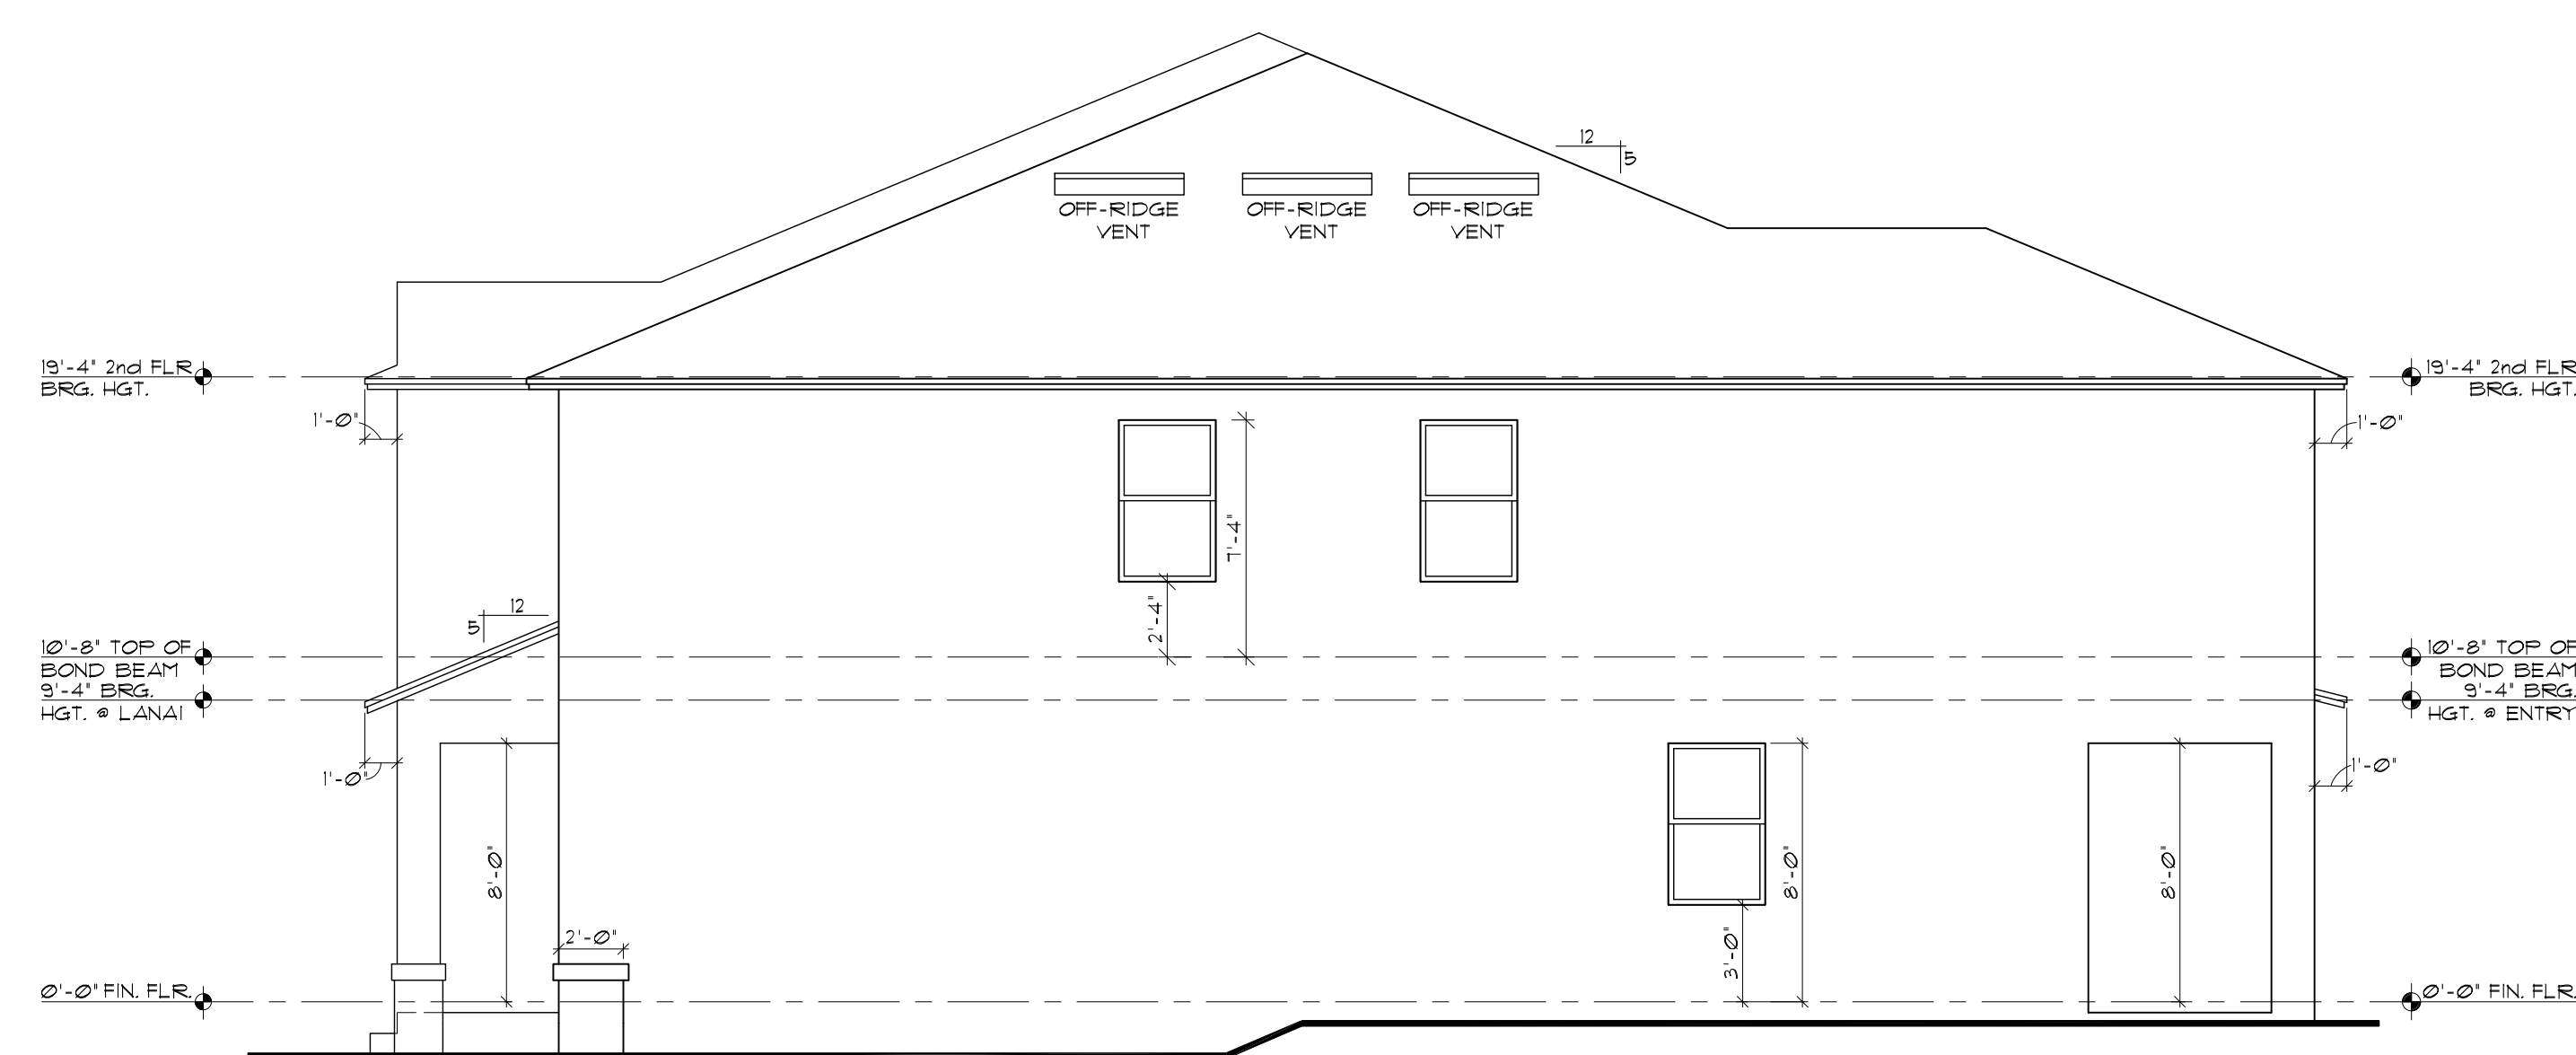 12
5
OFF-RIDGE
VENT
OFF-RIDGE
VENT
OFF-RIDGE
VENT
19'-4" 2nd FLR
BRG. HGT.
19'-4" 2nd FLR
BRG. HGT.
1'-0"
1'-0"
7'-4"
2'-4"
12
5
10'-8" TOP OF
BOND BEAM
9'-4" BRG.
HGT. @ LANAI
10'-8" TOP OF
BOND BEAM
9'-4" BRG.
HGT. @ ENTRY
1'-0"
1'-0"
8'-0"
8'-0"
8'-0"
2'-0"
3'-0"
0'-0" FIN. FLR.
0'-0" FIN. FLR.